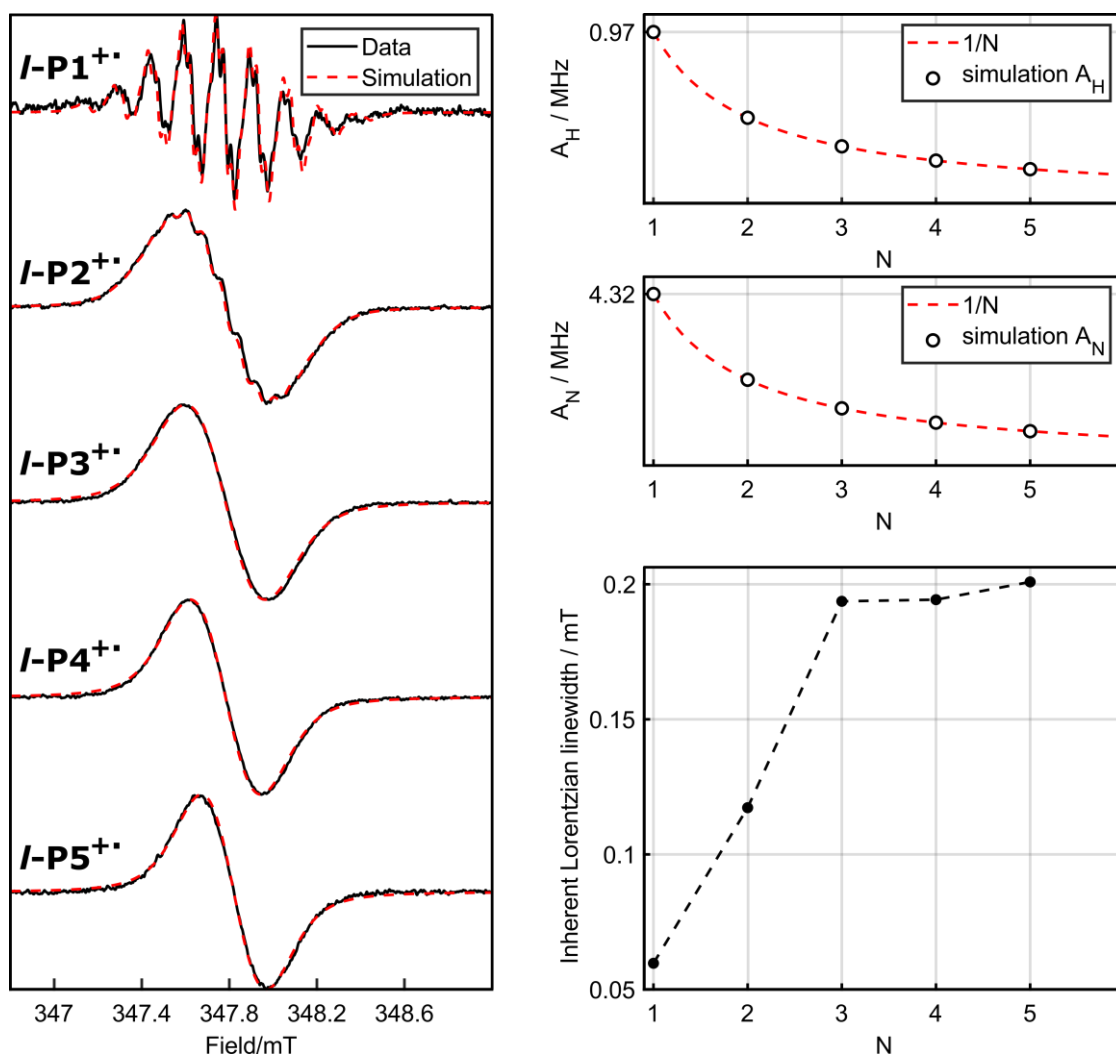 l-P1+·
Data
Simulation
l-P2+·
l-P3+·
l-P4+·
l-P5+·
347 347.4 347.8 348.2 348.6
Field/mT
0.97
A_H / MHz
1/N
simulation A_H
1 2 3 4 5
N
4.32
A_N / MHz
1/N
simulation A_N
1 2 3 4 5
N
0.2
0.15
0.1
0.05
Inherent Lorentzian linewidth / mT
1 2 3 4 5
N